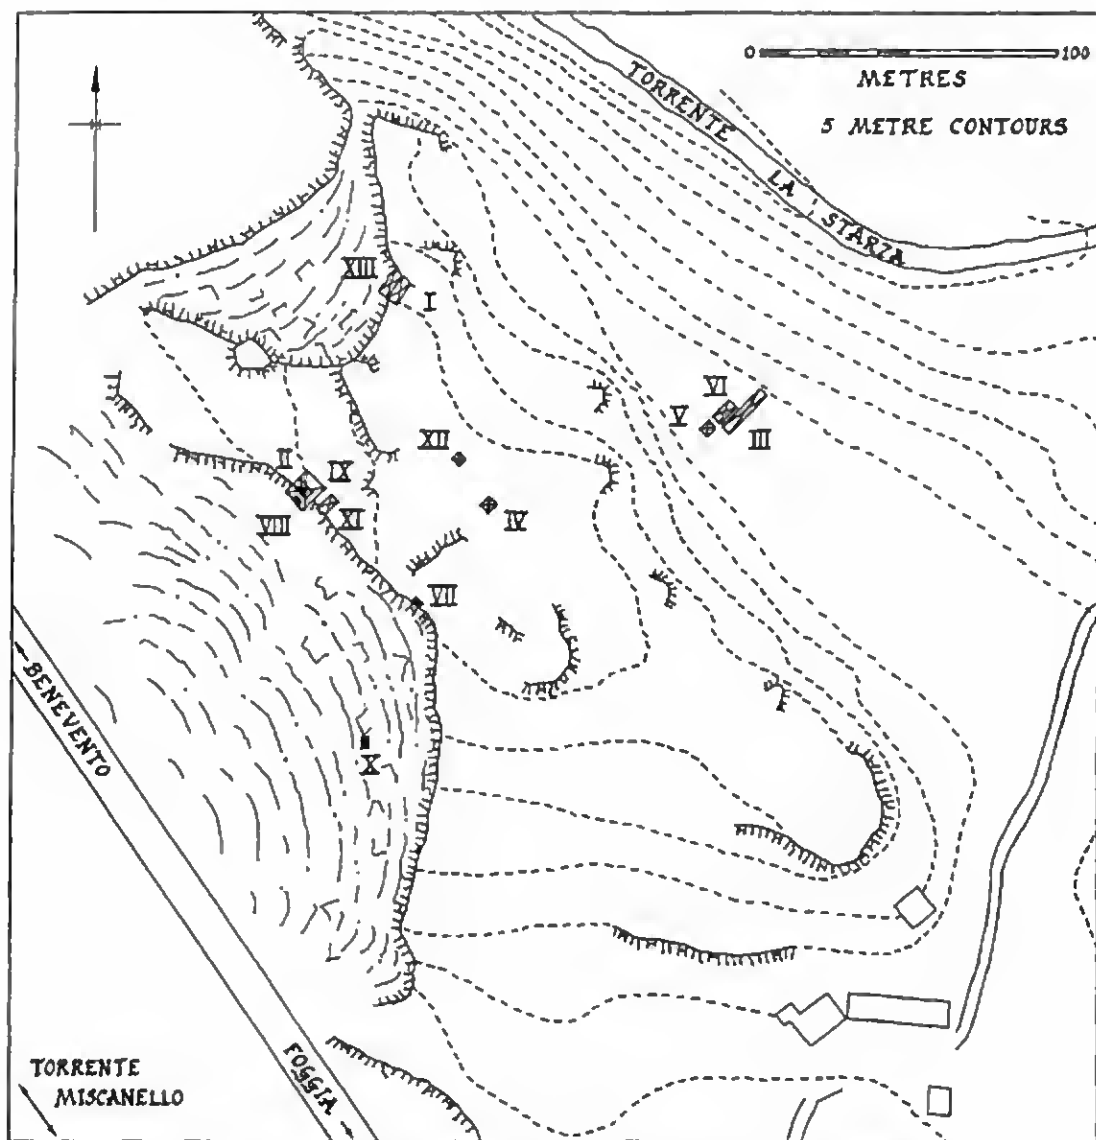 0 100
METRES
5 METRE CONTOURS
TORRENTE LA STARZA
XIII
I
VI
V
III
XII
II
IX
IV
VIII
XI
VII
X
BENEVENTO
FOGGIA
TORRENTE
MISCANELLO